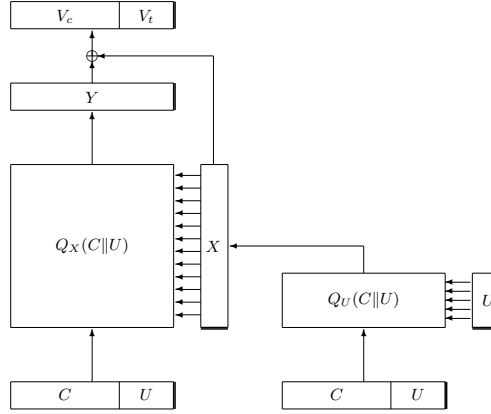 V_c V_t
⊕
Y
Q_X(C‖U)
X
Q_U(C‖U)
U
C U
C U